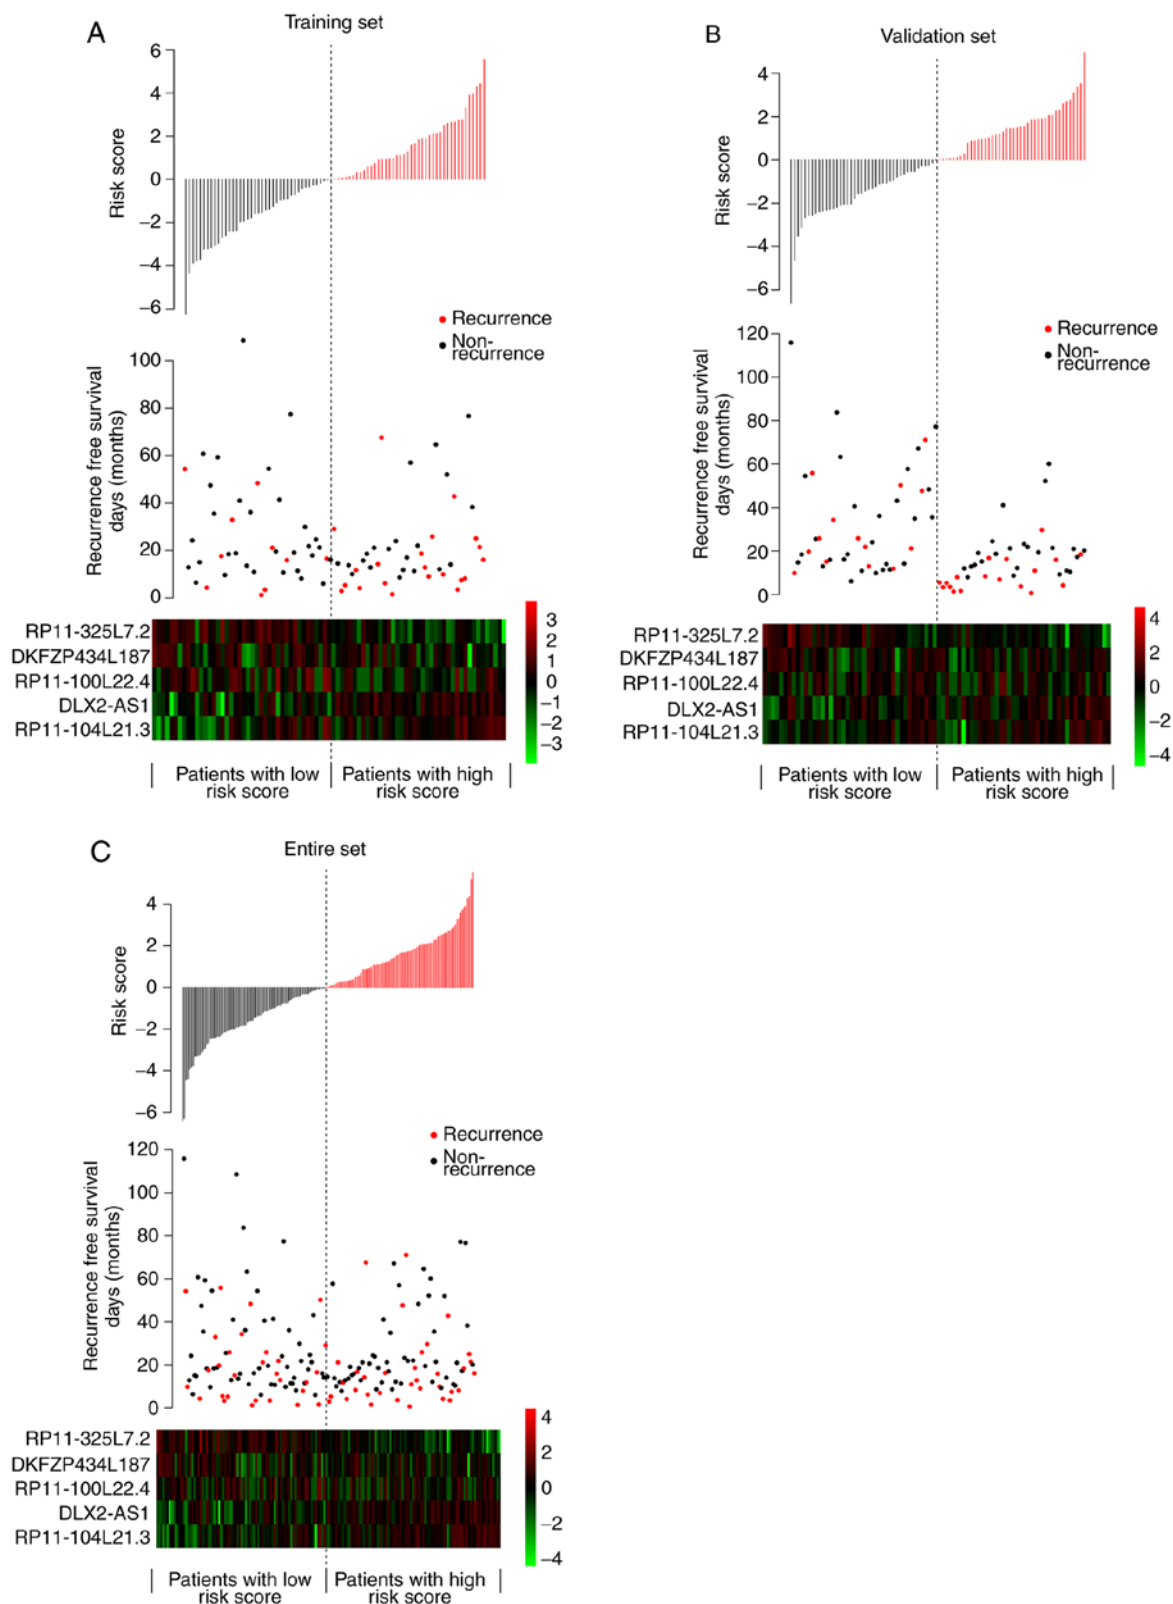 A
Training set
6
4
2
0
−2
−4
−6
Risk score
Recurrence
Non-
recurrence
100
80
60
40
20
0
Recurrence free survival
days (months)
RP11-325L7.2
DKFZP434L187
RP11-100L22.4
DLX2-AS1
RP11-104L21.3
3
2
1
0
−1
−2
−3
Patients with low
risk score
Patients with high
risk score
B
Validation set
4
2
0
−2
−4
−6
Risk score
Recurrence
Non-
recurrence
120
100
80
60
40
20
0
Recurrence free survival
days (months)
RP11-325L7.2
DKFZP434L187
RP11-100L22.4
DLX2-AS1
RP11-104L21.3
4
2
0
−2
−4
Patients with low
risk score
Patients with high
risk score
C
Entire set
4
2
0
−2
−4
−6
Risk score
Recurrence
Non-
recurrence
120
100
80
60
40
20
0
Recurrence free survival
days (months)
RP11-325L7.2
DKFZP434L187
RP11-100L22.4
DLX2-AS1
RP11-104L21.3
4
2
0
−2
−4
Patients with low
risk score
Patients with high
risk score